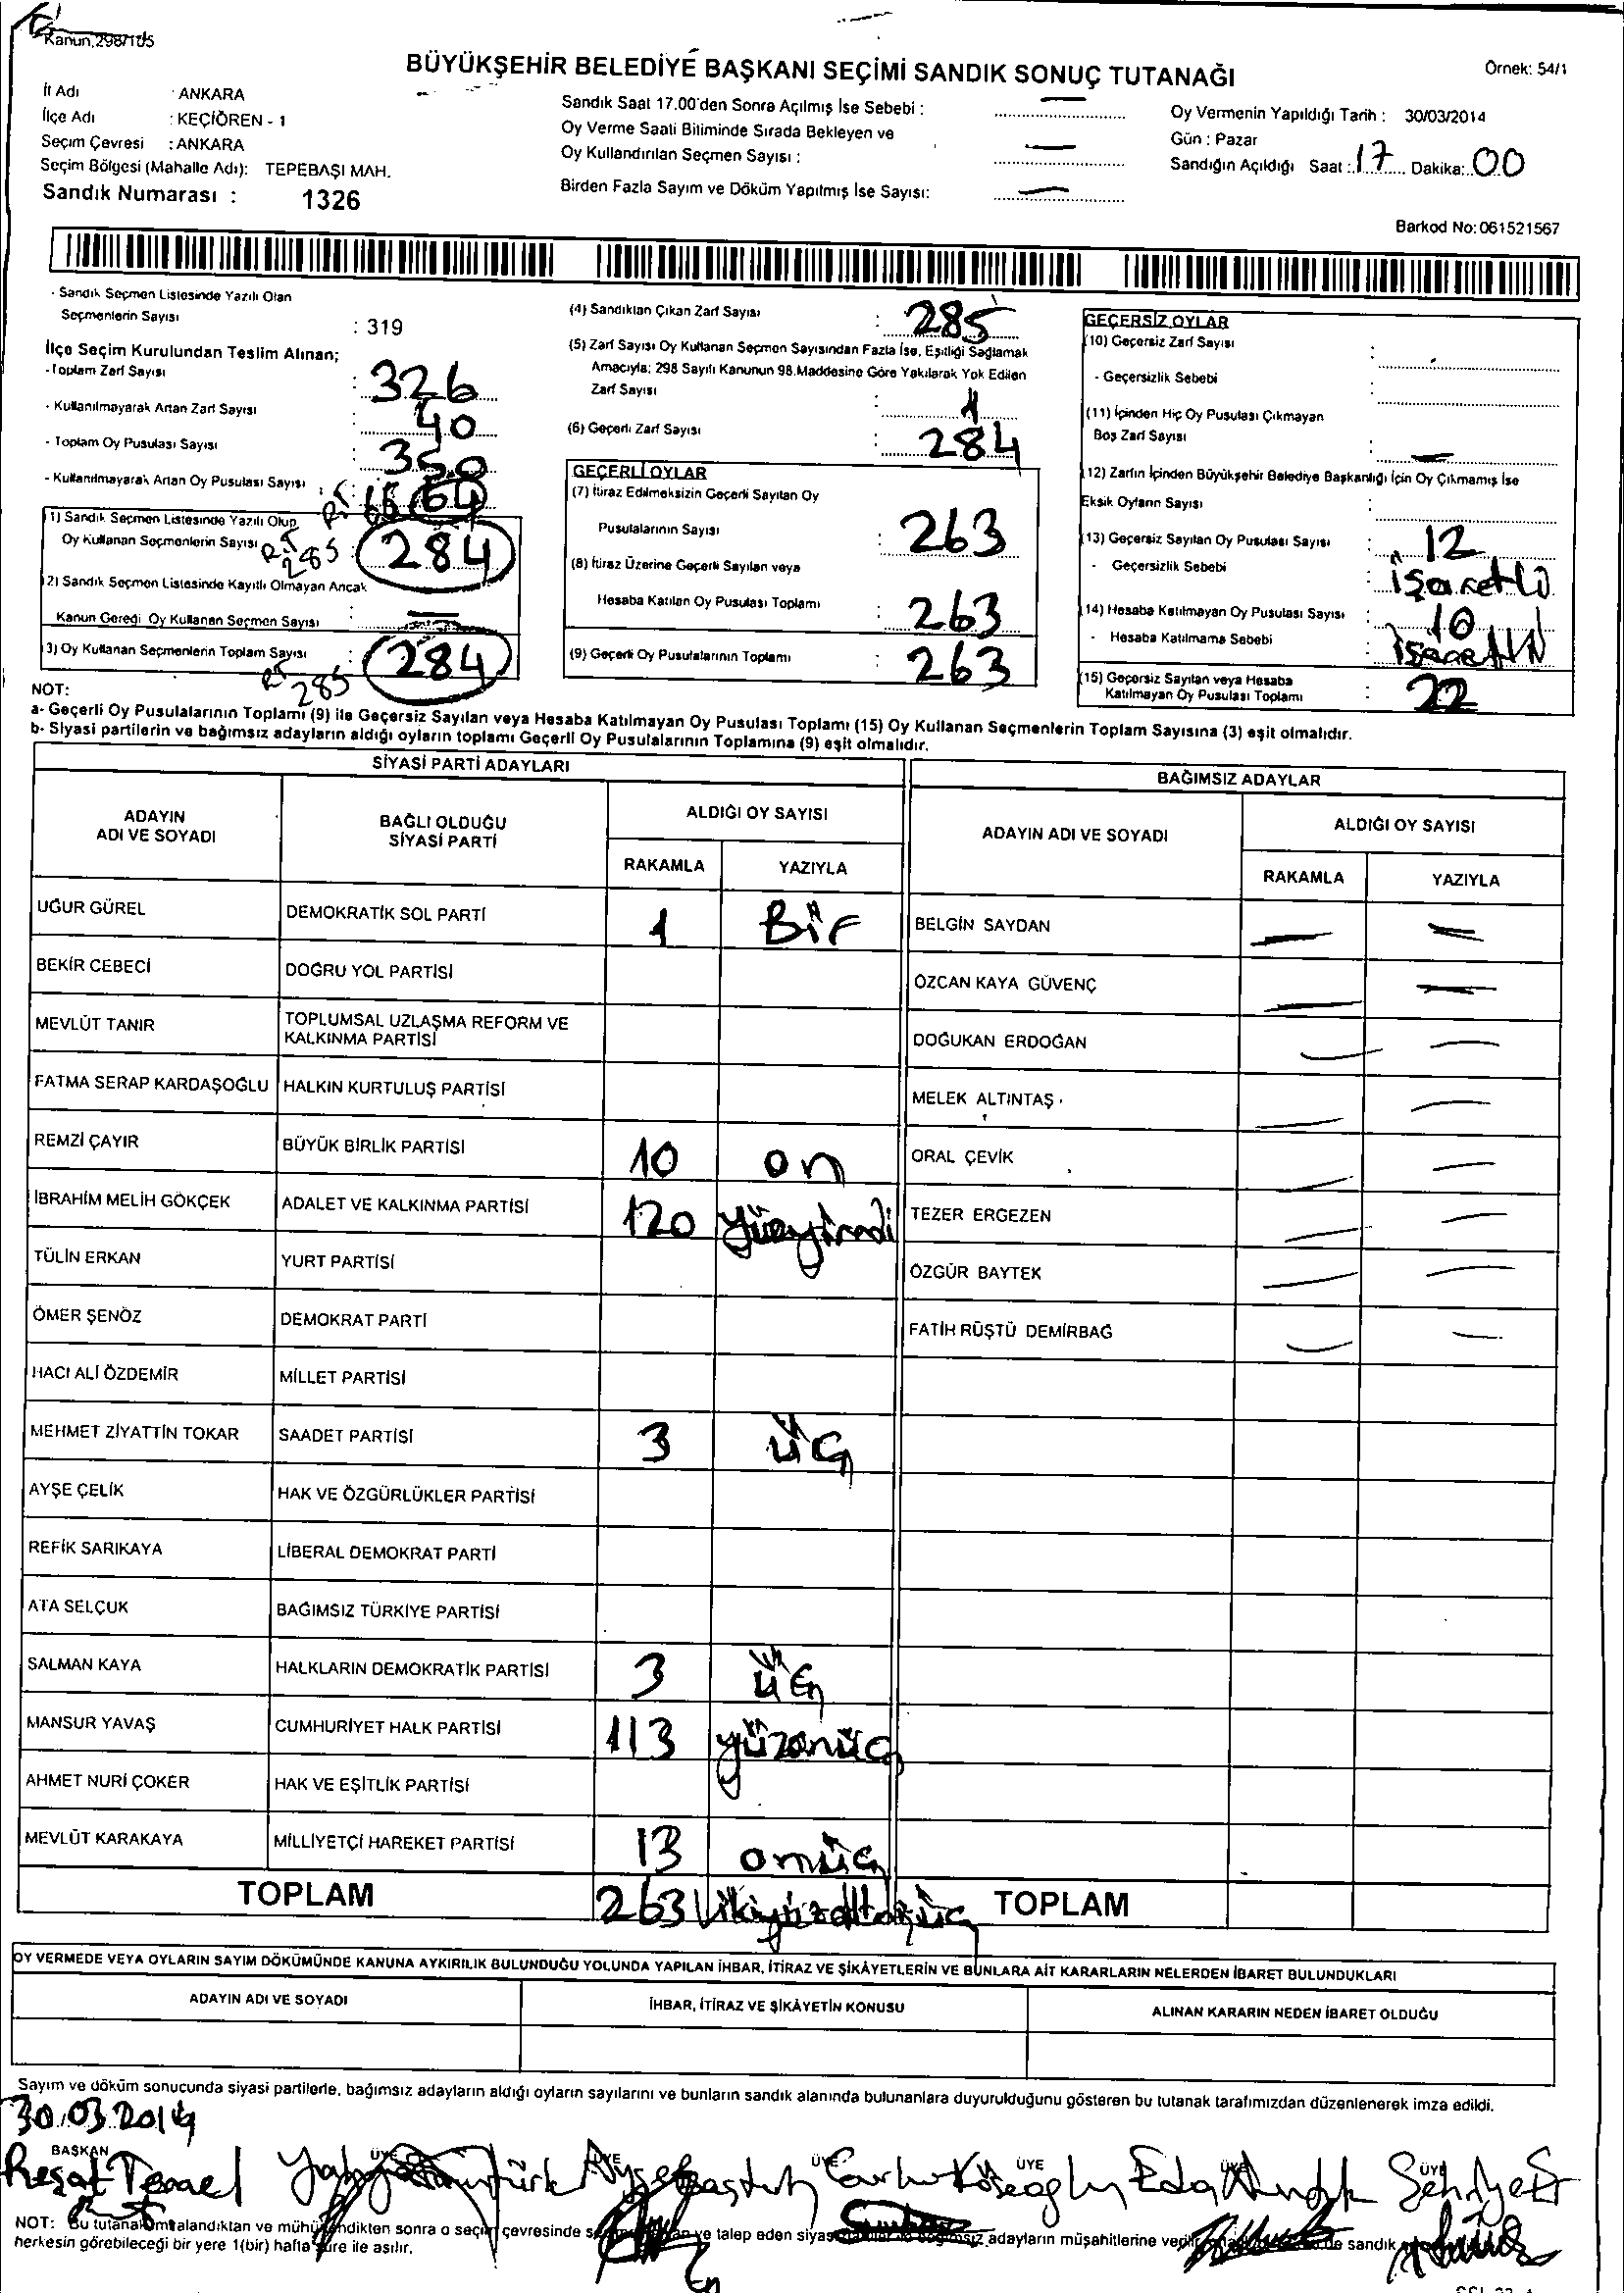 Kanun,298/105
BÜYÜKŞEHİR BELEDİYE BAŞKANI SEÇİMİ SANDIK SONUÇ TUTANAĞI
Örnek: 54/1
İl Adı : ANKARA
İlçe Adı : KEÇİÖREN - 1
Seçim Çevresi : ANKARA
Seçim Bölgesi (Mahalle Adı): TEPEBAŞI MAH.
Sandık Numarası : 1326
Sandık Saat 17.00'den Sonra Açılmış İse Sebebi :
Oy Verme Saati Bitiminde Sırada Bekleyen ve
Oy Kullandırılan Seçmen Sayısı :
Birden Fazla Sayım ve Döküm Yapılmış İse Sayısı:
Oy Vermenin Yapıldığı Tarih : 30/03/2014
Gün : Pazar
Sandığın Açıldığı Saat : 17 Dakika: 00
Barkod No:061521567
- Sandık Seçmen Listesinde Yazılı Olan
Seçmenlerin Sayısı : 319
İlçe Seçim Kurulundan Teslim Alınan;
- Toplam Zarf Sayısı : 326
- Kullanılmayarak Artan Zarf Sayısı : 40
- Toplam Oy Pusulası Sayısı : 350
- Kullanılmayarak Artan Oy Pusulası Sayısı : 64
1) Sandık Seçmen Listesinde Yazılı Olup
Oy Kullanan Seçmenlerin Sayısı R.T 285 : 284
2) Sandık Seçmen Listesinde Kayıtlı Olmayan Ancak
Kanun Gereği Oy Kullanan Seçmen Sayısı :
3) Oy Kullanan Seçmenlerin Toplam Sayısı : 284
RT 285
(4) Sandıktan Çıkan Zarf Sayısı : 285
(5) Zarf Sayısı Oy Kullanan Seçmen Sayısından Fazla İse, Eşitliği Sağlamak
Amacıyla; 298 Sayılı Kanunun 98.Maddesine Göre Yakılarak Yok Edilen
Zarf Sayısı : 1
(6) Geçerli Zarf Sayısı : 284
GEÇERLİ OYLAR
(7) İtiraz Edilmeksizin Geçerli Sayılan Oy
Pusulalarının Sayısı : 263
(8) İtiraz Üzerine Geçerli Sayılan veya
Hesaba Katılan Oy Pusulası Toplamı : 263
(9) Geçerli Oy Pusulalarının Toplamı : 263
GEÇERSİZ OYLAR
(10) Geçersiz Zarf Sayısı :
- Geçersizlik Sebebi :
(11) İçinden Hiç Oy Pusulası Çıkmayan
Boş Zarf Sayısı :
12) Zarfın İçinden Büyükşehir Belediye Başkanlığı İçin Oy Çıkmamış İse
Eksik Oyların Sayısı :
13) Geçersiz Sayılan Oy Pusulası Sayısı : 12
- Geçersizlik Sebebi : işaretli
14) Hesaba Katılmayan Oy Pusulası Sayısı : 10
- Hesaba Katılmama Sebebi :
15) Geçersiz Sayılan veya Hesaba
Katılmayan Oy Pusulası Toplamı : 22
NOT:
a- Geçerli Oy Pusulalarının Toplamı (9) ile Geçersiz Sayılan veya Hesaba Katılmayan Oy Pusulası Toplamı (15) Oy Kullanan Seçmenlerin Toplam Sayısına (3) eşit olmalıdır.
b- Siyasi partilerin ve bağımsız adayların aldığı oyların toplamı Geçerli Oy Pusulalarının Toplamına (9) eşit olmalıdır.
SİYASİ PARTİ ADAYLARI
BAĞIMSIZ ADAYLAR
ADAYIN
ADI VE SOYADI
BAĞLI OLDUĞU
SİYASİ PARTİ
ALDIĞI OY SAYISI
RAKAMLA YAZIYLA
ADAYIN ADI VE SOYADI
ALDIĞI OY SAYISI
RAKAMLA YAZIYLA
UĞUR GÜREL DEMOKRATİK SOL PARTİ 1 Bir BELGİN SAYDAN
BEKİR CEBECİ DOĞRU YOL PARTİSİ ÖZCAN KAYA GÜVENÇ
MEVLÜT TANIR TOPLUMSAL UZLAŞMA REFORM VE
KALKINMA PARTİSİ DOĞUKAN ERDOĞAN
FATMA SERAP KARDAŞOĞLU HALKIN KURTULUŞ PARTİSİ MELEK ALTINTAŞ
REMZİ ÇAYIR BÜYÜK BİRLİK PARTİSİ 10 on ORAL ÇEVİK
İBRAHİM MELİH GÖKÇEK ADALET VE KALKINMA PARTİSİ 120 TEZER ERGEZEN
TÜLİN ERKAN YURT PARTİSİ ÖZGÜR BAYTEK
ÖMER ŞENÖZ DEMOKRAT PARTİ FATİH RÜŞTÜ DEMİRBAĞ
HACI ALİ ÖZDEMİR MİLLET PARTİSİ
MEHMET ZİYATTİN TOKAR SAADET PARTİSİ 3 üç
AYŞE ÇELİK HAK VE ÖZGÜRLÜKLER PARTİSİ
REFİK SARIKAYA LİBERAL DEMOKRAT PARTİ
ATA SELÇUK BAĞIMSIZ TÜRKİYE PARTİSİ
SALMAN KAYA HALKLARIN DEMOKRATİK PARTİSİ 3 üç
MANSUR YAVAŞ CUMHURİYET HALK PARTİSİ 113 yüzonüç
AHMET NURİ ÇOKER HAK VE EŞİTLİK PARTİSİ
MEVLÜT KARAKAYA MİLLİYETÇİ HAREKET PARTİSİ 13 onüç
TOPLAM 263 ikiyüzaltmışüç TOPLAM
OY VERMEDE VEYA OYLARIN SAYIM DÖKÜMÜNDE KANUNA AYKIRILIK BULUNDUĞU YOLUNDA YAPILAN İHBAR, İTİRAZ VE ŞİKÂYETLERİN VE BUNLARA AİT KARARLARIN NELERDEN İBARET BULUNDUKLARI
ADAYIN ADI VE SOYADI İHBAR, İTİRAZ VE ŞİKÂYETİN KONUSU ALINAN KARARIN NEDEN İBARET OLDUĞU
Sayım ve döküm sonucunda siyasi partilerle, bağımsız adayların aldığı oyların sayılarını ve bunların sandık alanında bulunanlara duyurulduğunu gösteren bu tutanak tarafımızdan düzenlenerek imza edildi.
30.03.2014
BAŞKAN ÜYE ÜYE ÜYE ÜYE ÜYE ÜYE
Reşat Temel
NOT: Bu tutanak imzalandıktan ve mühürlendikten sonra o seçim çevresinde ve talep eden adayların müşahitlerine sandık
herkesin görebileceği bir yere 1(bir) hafta süre ile asılır.